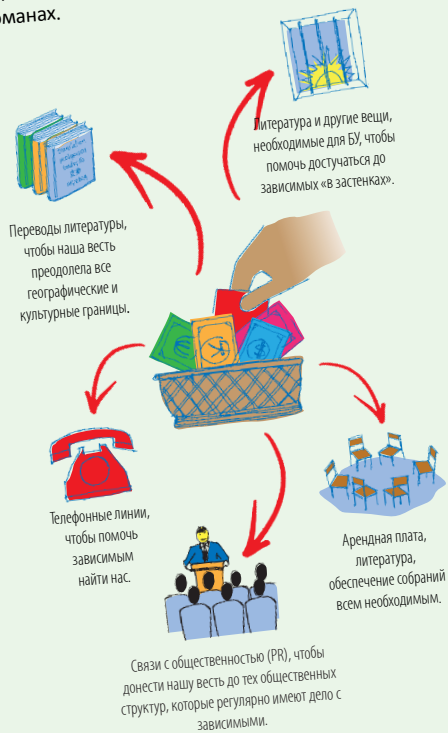 оманах.
Литература и другие вещи,
необходимые для БУ, чтобы
помочь достучаться до
зависимых «в застенках».
Переводы литературы,
чтобы наша весть
преодолела все
географические и
культурные границы.
Телефонные линии,
чтобы помочь
зависимым
найти нас.
Арендная плата,
литература,
обеспечение собраний
всем необходимым.
Связи с общественностью (PR), чтобы
донести нашу весть до тех общественных
структур, которые регулярно имеют дело с
зависимыми.